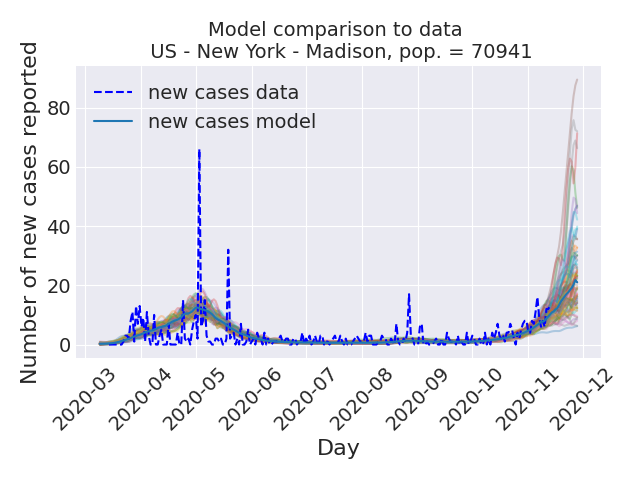 Model comparison to data
US - New York - Madison, pop. = 70941
Number of new cases reported
new cases data
new cases model
80
60
40
20
0
2020-03
2020-04
2020-05
2020-06
2020-07
2020-08
2020-09
2020-10
2020-11
2020-12
Day